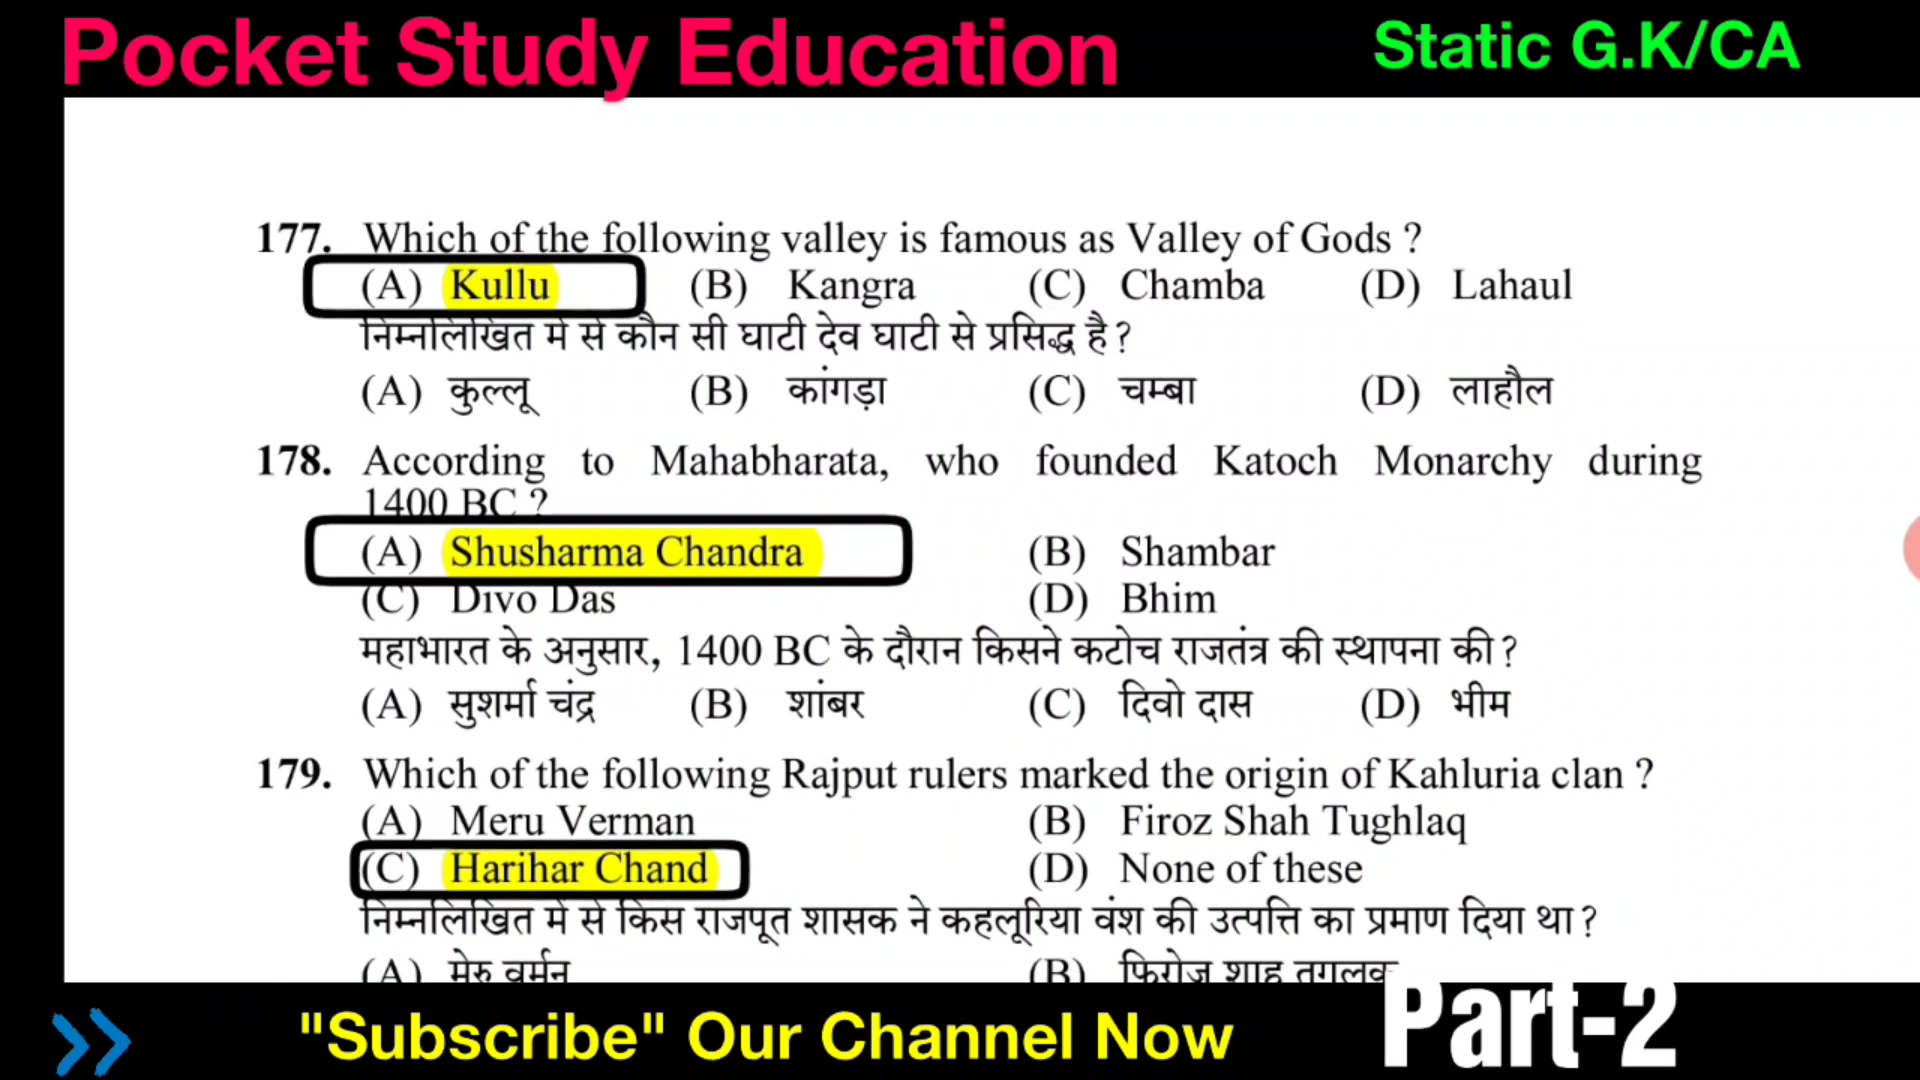 Pocket Study Education
Static G.K/CA
177. Which of the following valley is famous as Valley of Gods ?
(A) Kullu (B) Kangra (C) Chamba (D) Lahaul
निम्नलिखित में से कौन सी घाटी देव घाटी से प्रसिद्ध है ?
(A) कुल्लू (B) कांगड़ा (C) चम्बा (D) लाहौल
178. According to Mahabharata, who founded Katoch Monarchy during
1400 BC ?
(A) Shusharma Chandra (B) Shambar
(C) Divo Das (D) Bhim
महाभारत के अनुसार, 1400 BC के दौरान किसने कटोच राजतंत्र की स्थापना की ?
(A) सुशर्मा चंद्र (B) शांबर (C) दिवो दास (D) भीम
179. Which of the following Rajput rulers marked the origin of Kahluria clan ?
(A) Meru Verman (B) Firoz Shah Tughlaq
(C) Harihar Chand (D) None of these
निम्नलिखित में से किस राजपूत शासक ने कहलूरिया वंश की उत्पत्ति का प्रमाण दिया था ?
(A) मेरु वर्मन (B) फिरोज शाह तुगलक
"Subscribe" Our Channel Now
Part-2